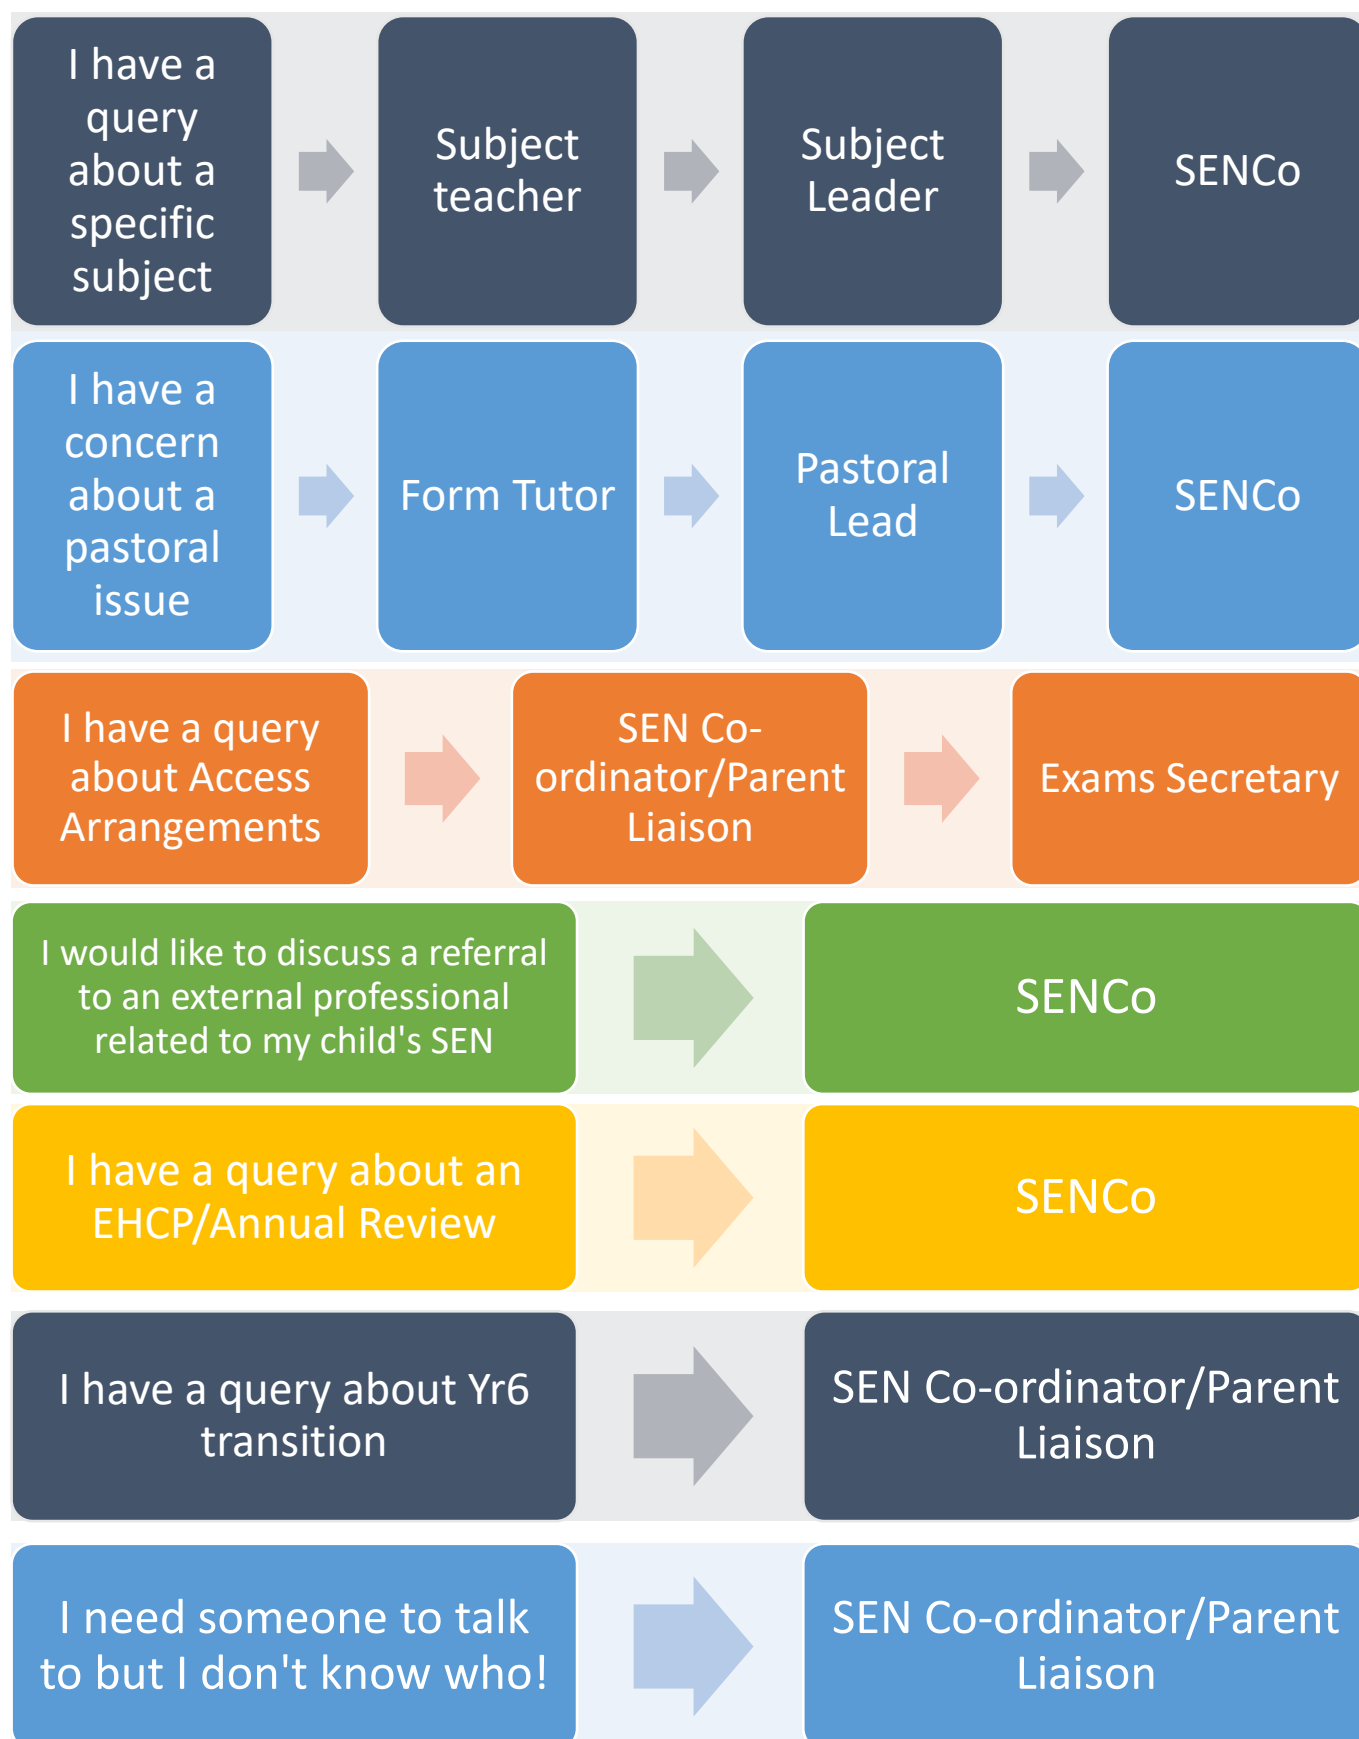 I have a
query
about a
specific
subject
Subject
teacher
Subject
Leader
SENCo
I have a
concern
about a
pastoral
issue
Form Tutor
Pastoral
Lead
SENCo
I have a query
about Access
Arrangements
SEN Co-
ordinator/Parent
Liaison
Exams Secretary
I would like to discuss a referral
to an external professional
related to my child's SEN
SENCo
I have a query about an
EHCP/Annual Review
SENCo
I have a query about Yr6
transition
SEN Co-ordinator/Parent
Liaison
I need someone to talk
to but I don't know who!
SEN Co-ordinator/Parent
Liaison